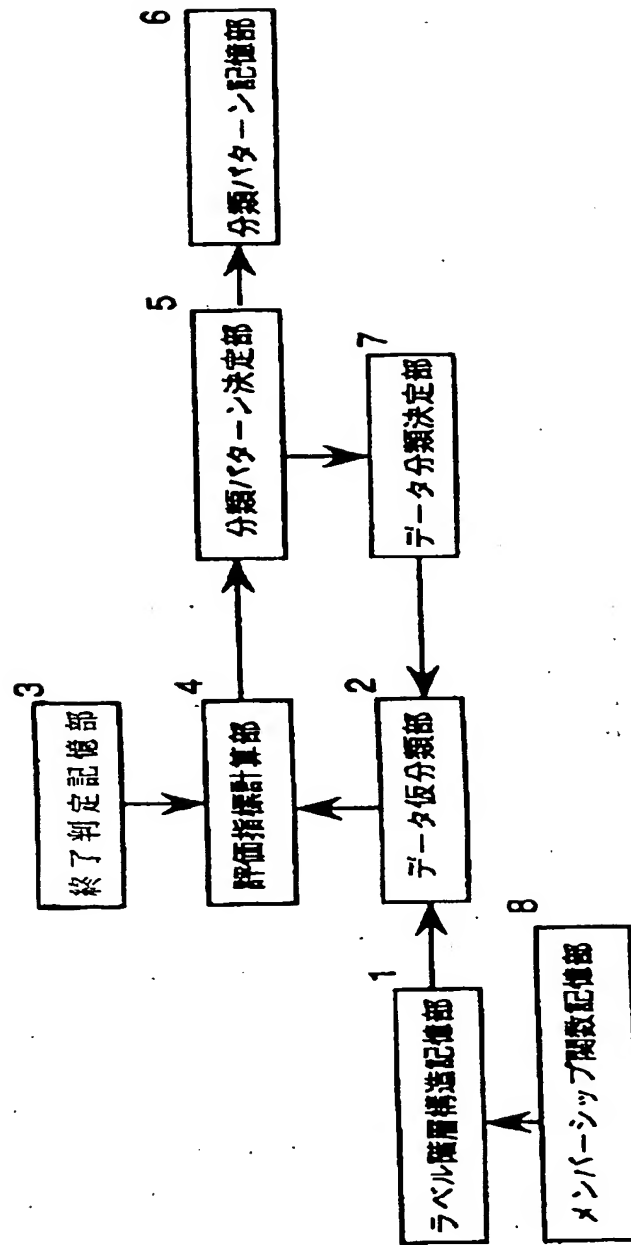 3
終了判定記憶部
4
評価指標計算部
5
分類パターン決定部
6
分類パターン記憶部
1
ラベル階層構造記憶部
2
データ仮分類部
7
データ分類決定部
8
メンバーシップ関数記憶部